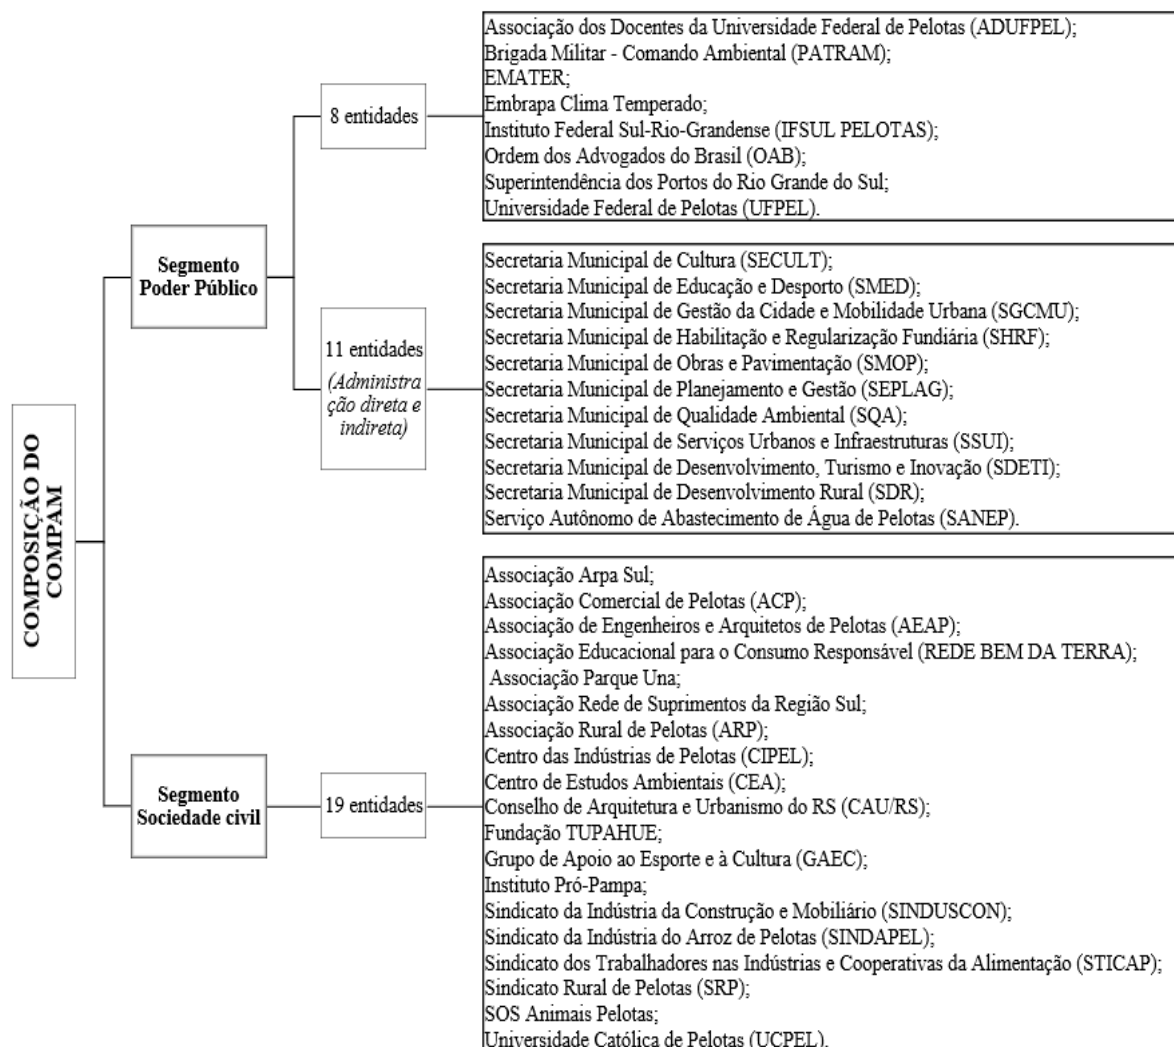 COMPOSIÇÃO DO
COMPAM
Segmento
Poder Público
8 entidades
Associação dos Docentes da Universidade Federal de Pelotas (ADUFPEL);
Brigada Militar - Comando Ambiental (PATRAM);
EMATER;
Embrapa Clima Temperado;
Instituto Federal Sul-Rio-Grandense (IFSUL PELOTAS);
Ordem dos Advogados do Brasil (OAB);
Superintendência dos Portos do Rio Grande do Sul;
Universidade Federal de Pelotas (UFPEL).
11 entidades
(Administra
ção direta e
indireta)
Secretaria Municipal de Cultura (SECULT);
Secretaria Municipal de Educação e Desporto (SMED);
Secretaria Municipal de Gestão da Cidade e Mobilidade Urbana (SGCMU);
Secretaria Municipal de Habilitação e Regularização Fundiária (SHRF);
Secretaria Municipal de Obras e Pavimentação (SMOP);
Secretaria Municipal de Planejamento e Gestão (SEPLAG);
Secretaria Municipal de Qualidade Ambiental (SQA);
Secretaria Municipal de Serviços Urbanos e Infraestruturas (SSUI);
Secretaria Municipal de Desenvolvimento, Turismo e Inovação (SDETI);
Secretaria Municipal de Desenvolvimento Rural (SDR);
Serviço Autônomo de Abastecimento de Água de Pelotas (SANEP).
Segmento
Sociedade civil
19 entidades
Associação Arpa Sul;
Associação Comercial de Pelotas (ACP);
Associação de Engenheiros e Arquitetos de Pelotas (AEAP);
Associação Educacional para o Consumo Responsável (REDE BEM DA TERRA);
Associação Parque Una;
Associação Rede de Suprimentos da Região Sul;
Associação Rural de Pelotas (ARP);
Centro das Indústrias de Pelotas (CIPEL);
Centro de Estudos Ambientais (CEA);
Conselho de Arquitetura e Urbanismo do RS (CAU/RS);
Fundação TUPAHUE;
Grupo de Apoio ao Esporte e à Cultura (GAEC);
Instituto Pró-Pampa;
Sindicato da Indústria da Construção e Mobiliário (SINDUSCON);
Sindicato da Indústria do Arroz de Pelotas (SINDAPEL);
Sindicato dos Trabalhadores nas Indústrias e Cooperativas da Alimentação (STICAP);
Sindicato Rural de Pelotas (SRP);
SOS Animais Pelotas;
Universidade Católica de Pelotas (UCPEL).